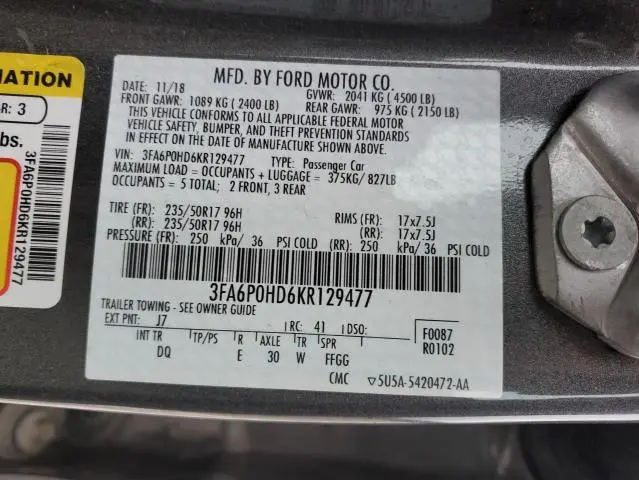 MATION
R: 3
bs.
3FA6P0HD6KR129477
MFD. BY FORD MOTOR CO.
DATE: 11/18 GVWR: 2041 KG ( 4500 LB)
FRONT GAWR: 1089 KG ( 2400 LB) REAR GAWR: 975 KG ( 2150 LB)
THIS VEHICLE CONFORMS TO ALL APPLICABLE FEDERAL MOTOR
VEHICLE SAFETY, BUMPER, AND THEFT PREVENTION STANDARDS
IN EFFECT ON THE DATE OF MANUFACTURE SHOWN ABOVE.
VIN: 3FA6P0HD6KR129477 TYPE: Passenger Car
MAXIMUM LOAD = OCCUPANTS + LUGGAGE = 375KG/ 827LB
OCCUPANTS = 5 TOTAL; 2 FRONT, 3 REAR
TIRE (FR): 235/50R17 96H RIMS (FR): 17x7.5J
(RR): 235/50R17 96H (RR): 17x7.5J
PRESSURE (FR): 250 kPa/ 36 PSI COLD (RR): 250 kPa/ 36 PSI COLD
3FA6P0HD6KR129477
TRAILER TOWING - SEE OWNER GUIDE
EXT PNT: J7 RC: 41 DSO: F0087
R0102
INT TR TP/PS R AXLE TR SPR
DQ E 30 W FFGG
CMC ▽5U5A-5420472-AA